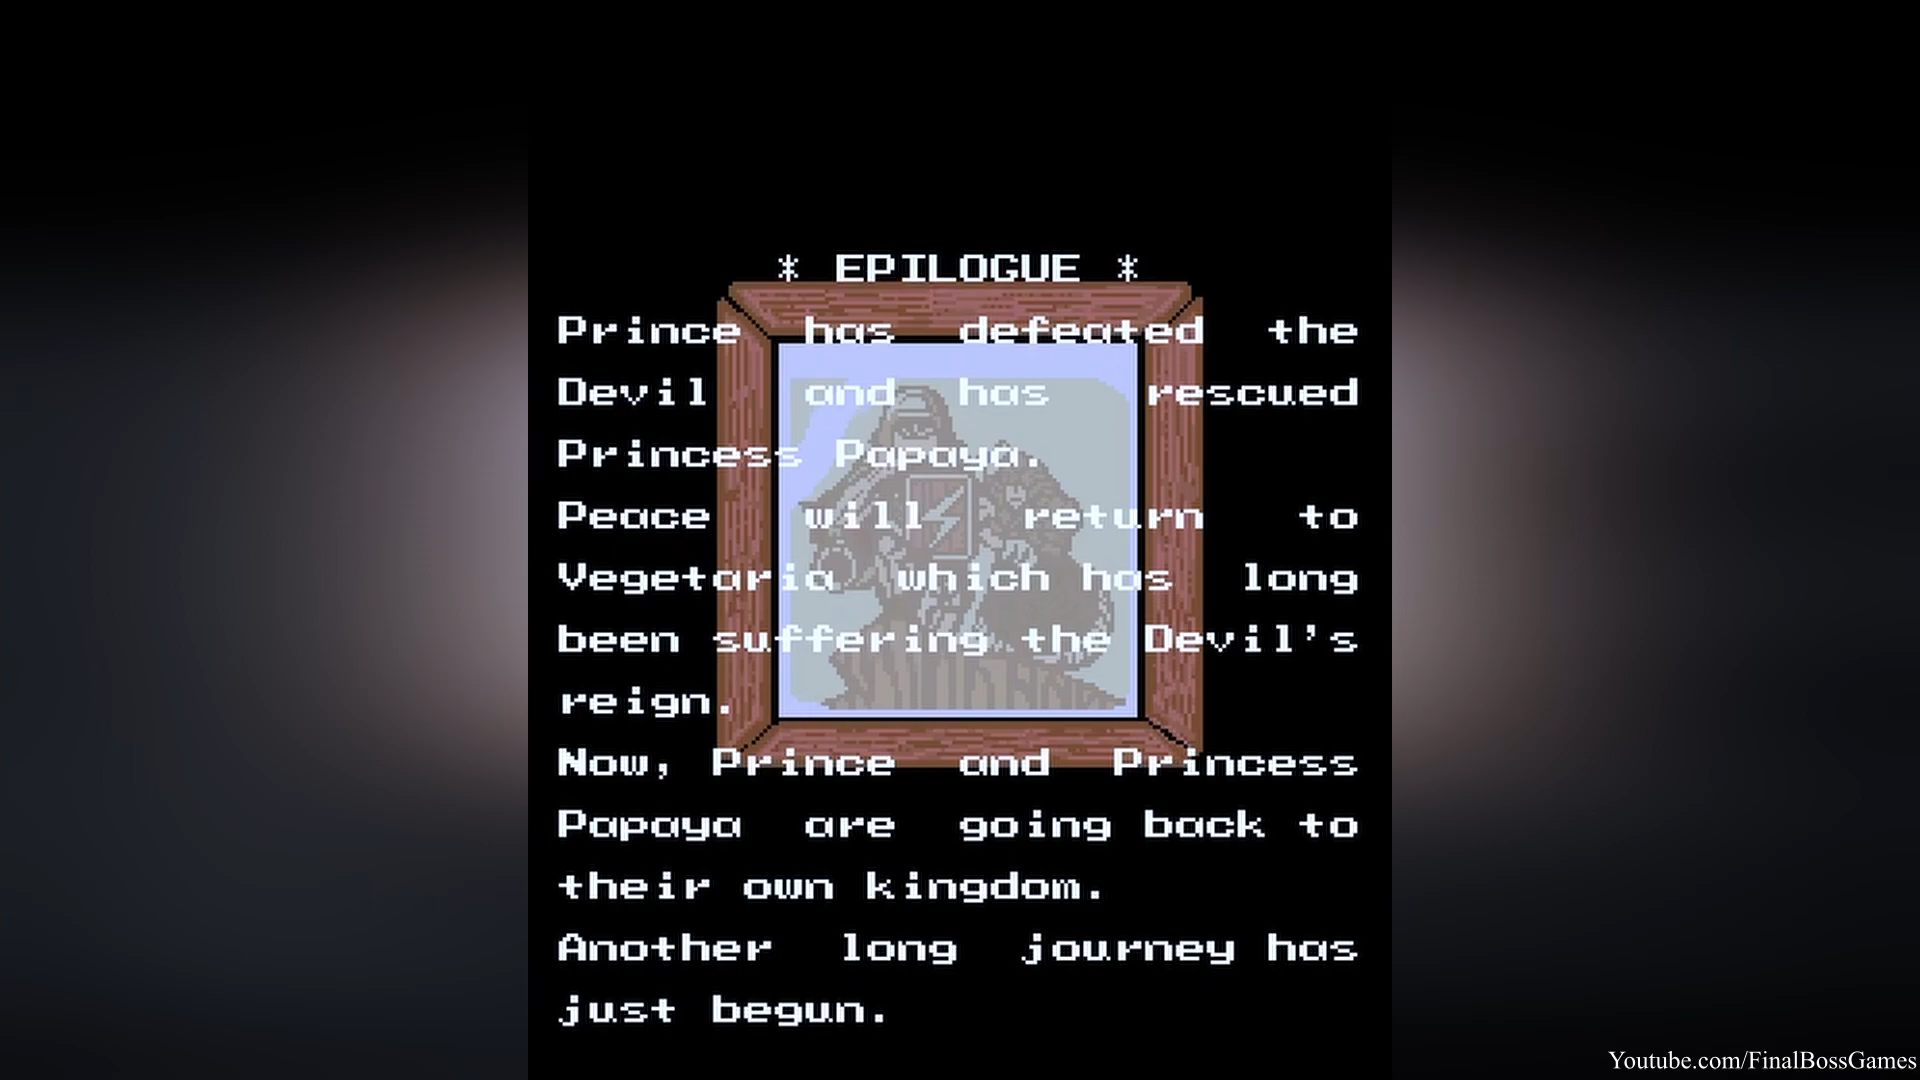 * EPILOGUE *
Prince has defeated the
Devil and has rescued
Princess Papaya.
Peace will return to
Vegetaria which has long
been suffering the Devil's
reign.
Now, Prince and Princess
Papaya are going back to
their own kingdom.
Another long journey has
just begun.
Youtube.com/FinalBossGames